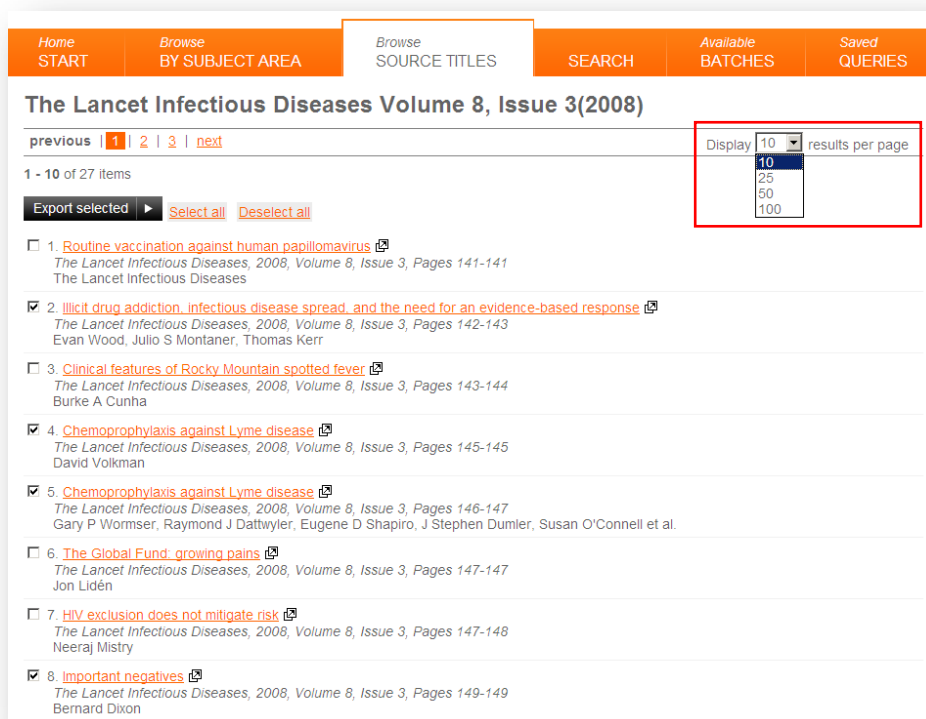 Home Browse Browse Available Saved
START BY SUBJECT AREA SOURCE TITLES SEARCH BATCHES QUERIES
The Lancet Infectious Diseases Volume 8, Issue 3(2008)
previous | 1 | 2 | 3 | next
Display 10 results per page
10
25
50
100
1 - 10 of 27 items
Export selected Select all Deselect all
1. Routine vaccination against human papillomavirus
The Lancet Infectious Diseases, 2008, Volume 8, Issue 3, Pages 141-141
The Lancet Infectious Diseases
2. Illicit drug addiction, infectious disease spread, and the need for an evidence-based response
The Lancet Infectious Diseases, 2008, Volume 8, Issue 3, Pages 142-143
Evan Wood, Julio S Montaner, Thomas Kerr
3. Clinical features of Rocky Mountain spotted fever
The Lancet Infectious Diseases, 2008, Volume 8, Issue 3, Pages 143-144
Burke A Cunha
4. Chemoprophylaxis against Lyme disease
The Lancet Infectious Diseases, 2008, Volume 8, Issue 3, Pages 145-145
David Volkman
5. Chemoprophylaxis against Lyme disease
The Lancet Infectious Diseases, 2008, Volume 8, Issue 3, Pages 146-147
Gary P Wormser, Raymond J Dattwyler, Eugene D Shapiro, J Stephen Dumler, Susan O'Connell et al.
6. The Global Fund: growing pains
The Lancet Infectious Diseases, 2008, Volume 8, Issue 3, Pages 147-147
Jon Lidén
7. HIV exclusion does not mitigate risk
The Lancet Infectious Diseases, 2008, Volume 8, Issue 3, Pages 147-148
Neeraj Mistry
8. Important negatives
The Lancet Infectious Diseases, 2008, Volume 8, Issue 3, Pages 149-149
Bernard Dixon